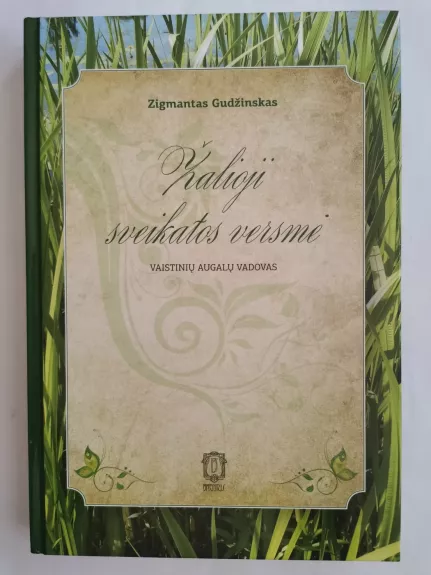 Zigmantas Gudžinskas
Žalioji
sveikatos versmė
VAISTINIŲ AUGALŲ VADOVAS